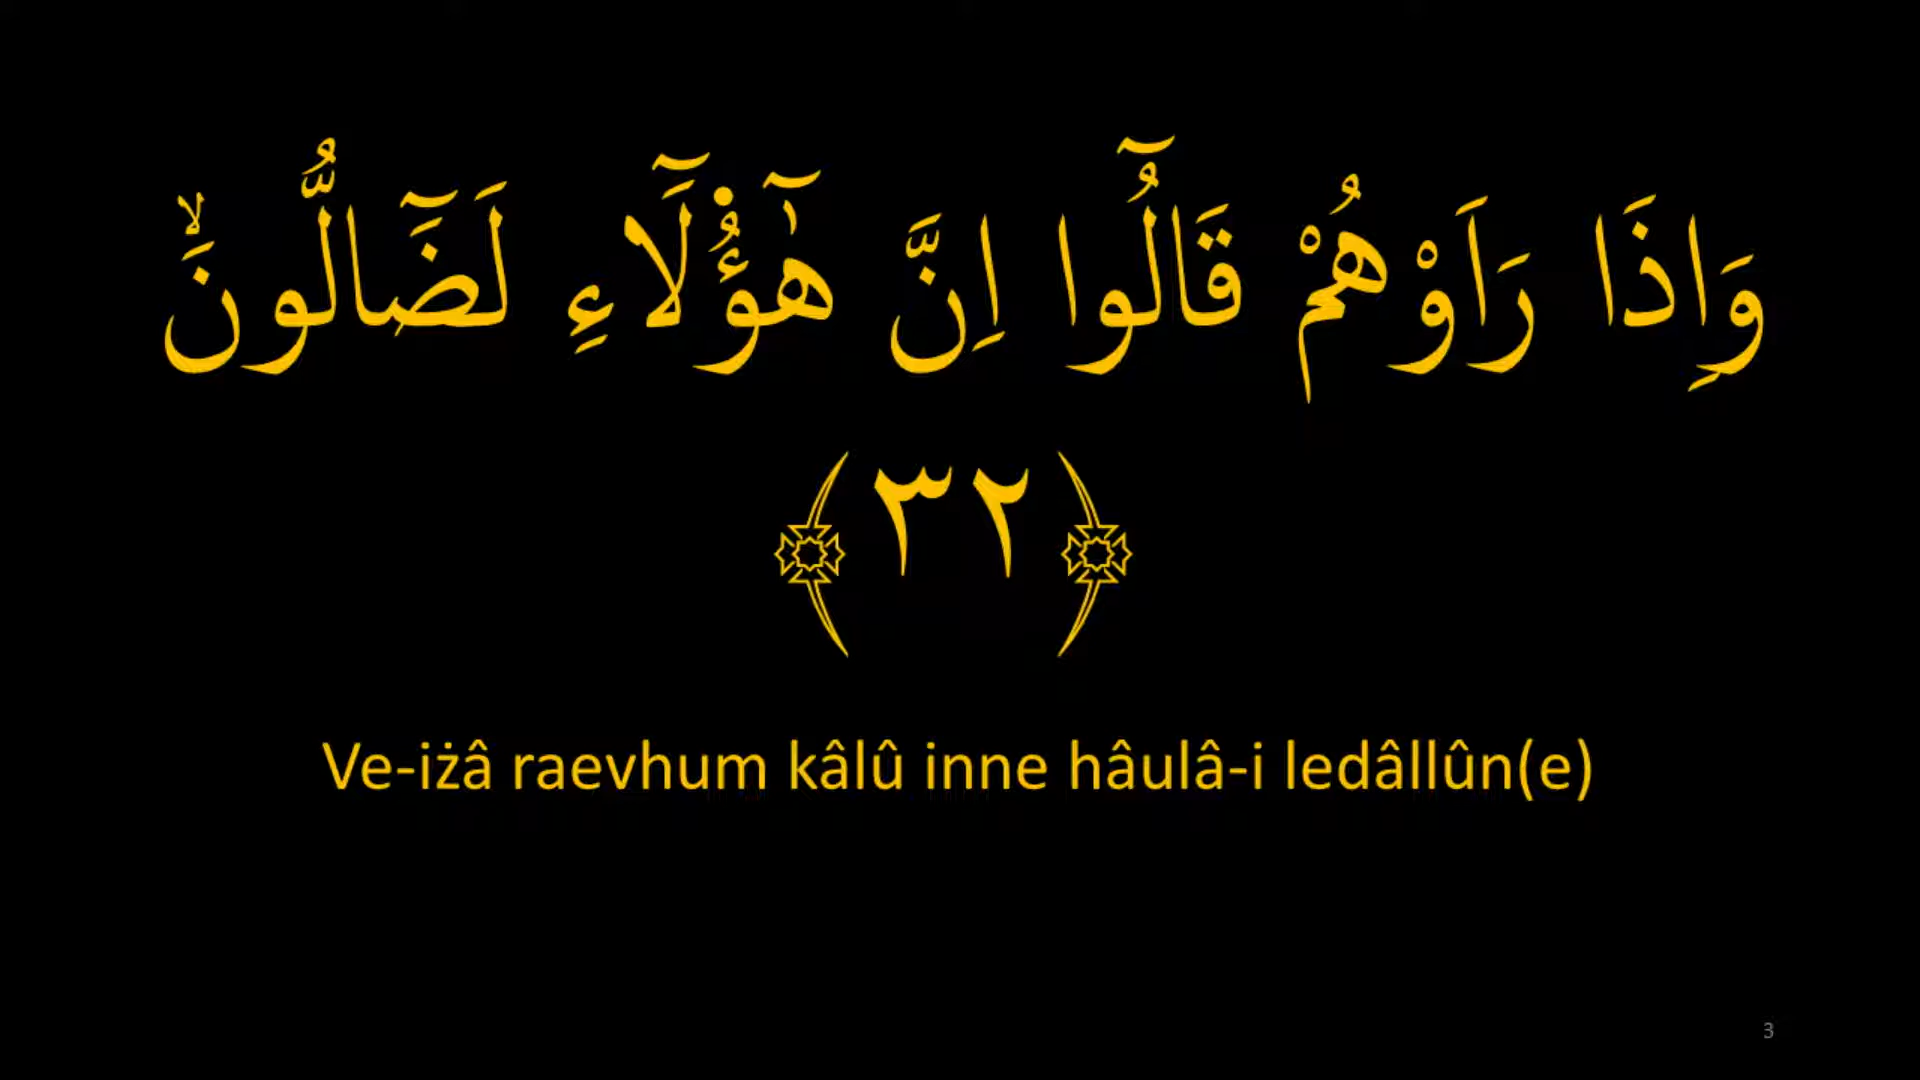 وَاِذَا رَاَوْهُمْ قَالُٓوا اِنَّ هٰٓؤُ۬لَٓاءِ لَضَٓالُّونَۙ
﴿٣٢﴾
Ve-iżâ raevhum kâlû inne hâulâ-i ledâllûn(e)
3